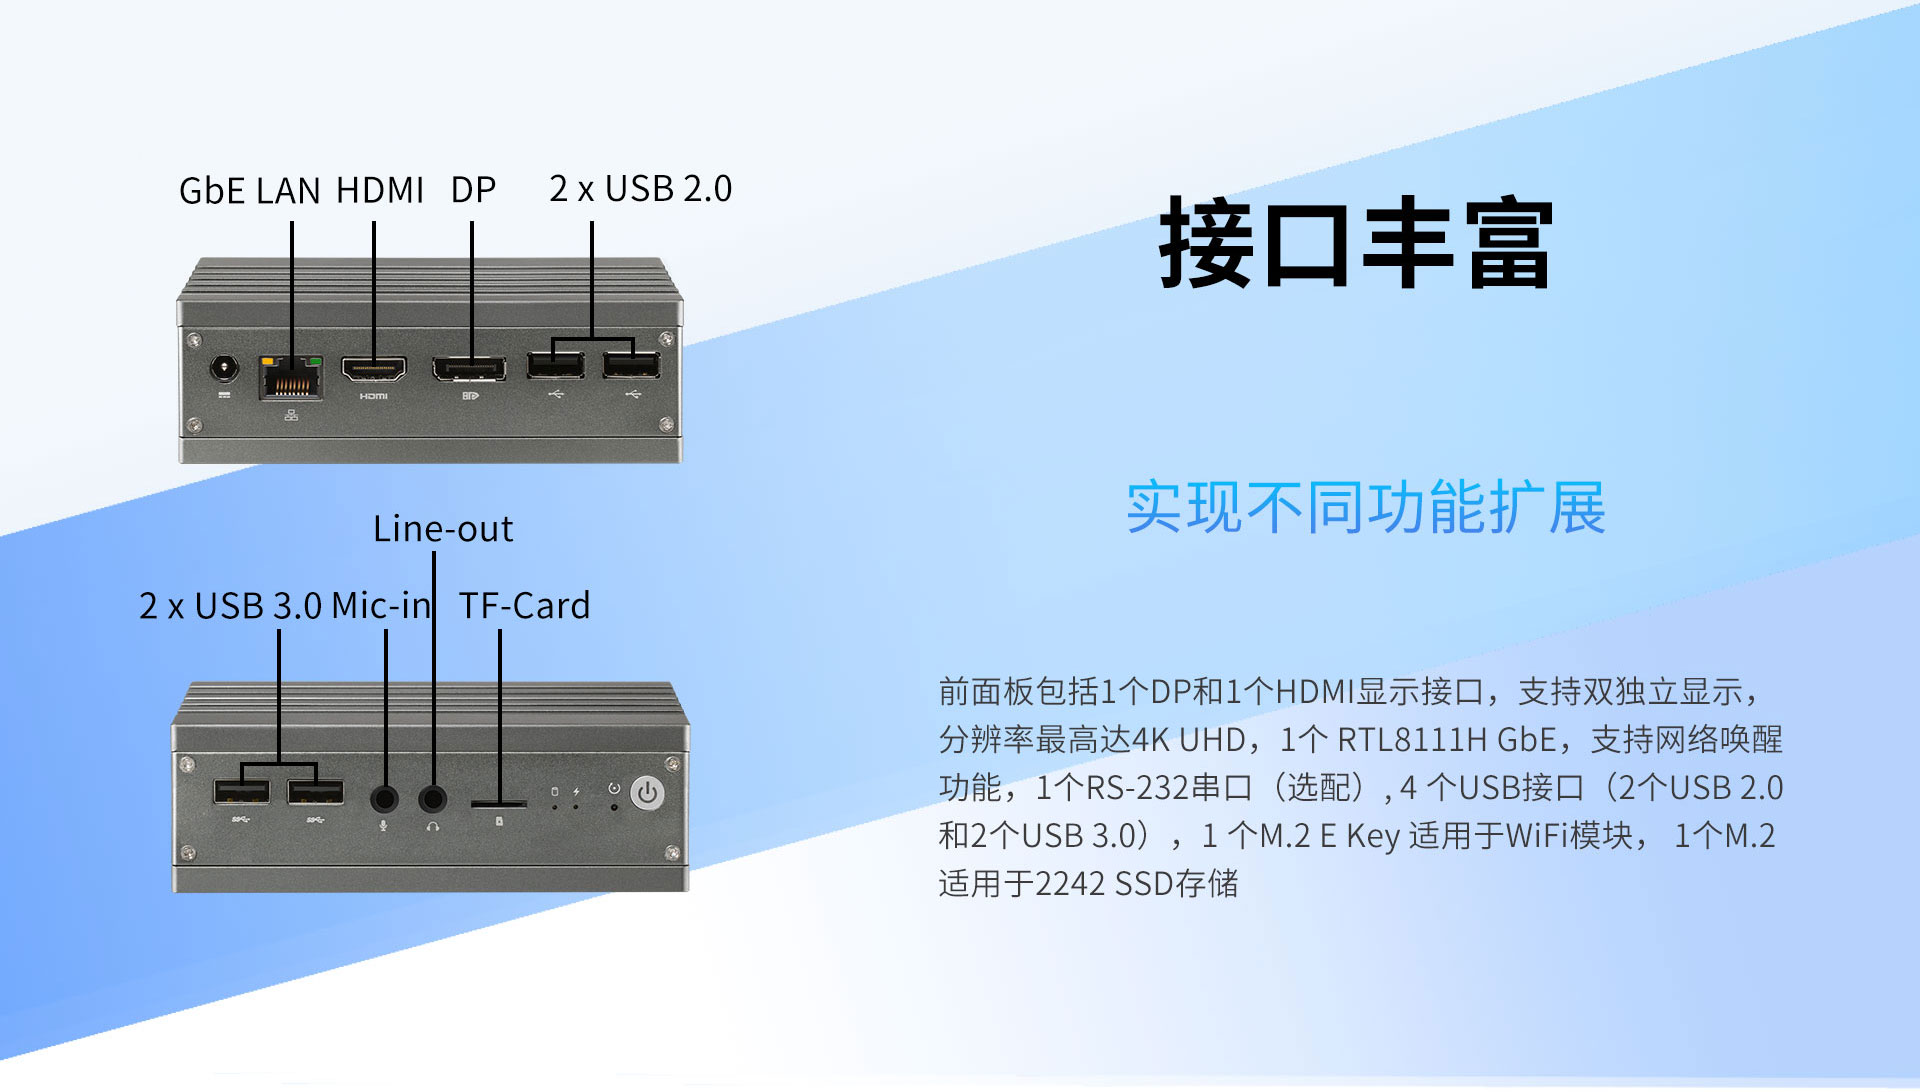 GbE LAN HDMI DP 2 x USB 2.0
HDMI
Line-out
2 x USB 3.0 Mic-in TF-Card
接口丰富
实现不同功能扩展
前面板包括1个DP和1个HDMI显示接口，支持双独立显示，
分辨率最高达4K UHD，1个 RTL8111H GbE，支持网络唤醒
功能，1个RS-232串口（选配）, 4 个USB接口（2个USB 2.0
和2个USB 3.0），1 个M.2 E Key 适用于WiFi模块， 1个M.2
适用于2242 SSD存储